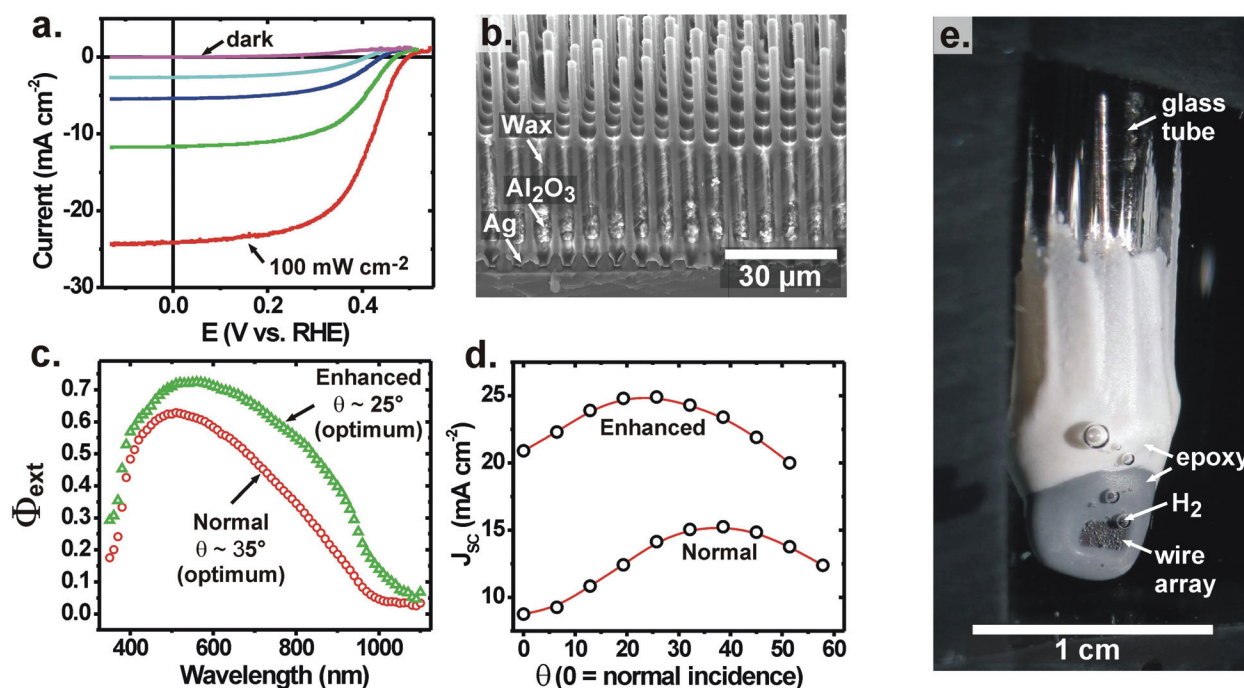 a.
dark
0
-10
-20
-30
Current (mA cm⁻²)
100 mW cm⁻²
0.0
0.2
0.4
E (V vs. RHE)
b.
Wax
Al₂O₃
Ag
30 µm
c.
0.7
0.6
0.5
0.4
0.3
0.2
0.1
0.0
Φext
Enhanced
θ ~ 25°
(optimum)
Normal
θ ~ 35°
(optimum)
400
600
800
1000
Wavelength (nm)
d.
25
20
15
10
JSC (mA cm⁻²)
Enhanced
Normal
0
10
20
30
40
50
60
θ (0 = normal incidence)
e.
glass
tube
epoxy
H₂
wire
array
1 cm